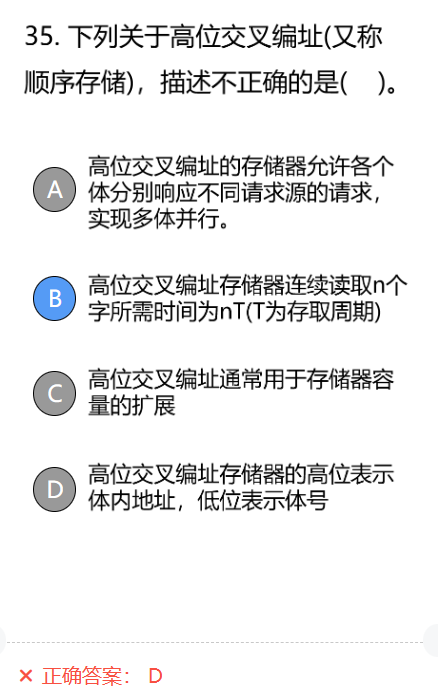 35. 下列关于高位交叉编址(又称
顺序存储)，描述不正确的是(    )。
A
高位交叉编址的存储器允许各个
体分别响应不同请求源的请求，
实现多体并行。
B
高位交叉编址存储器连续读取n个
字所需时间为nT(T为存取周期)
C
高位交叉编址通常用于存储器容
量的扩展
D
高位交叉编址存储器的高位表示
体内地址，低位表示体号
× 正确答案： D